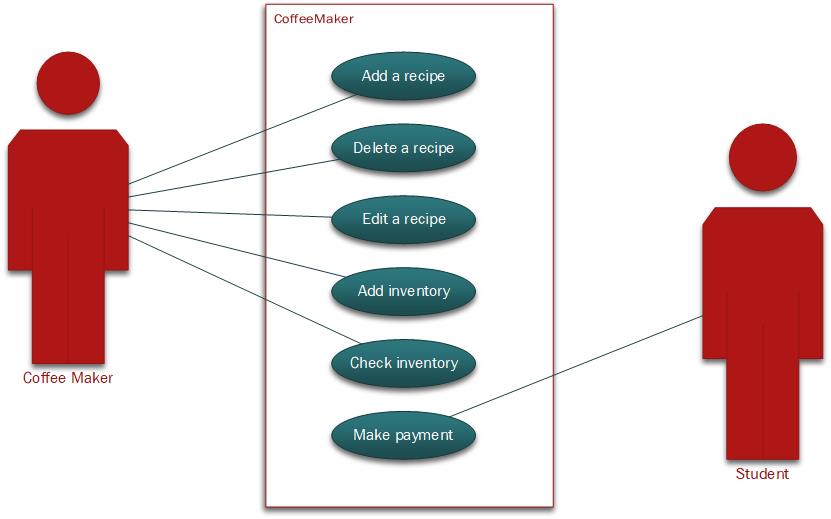 CoffeeMaker
Add a recipe
Delete a recipe
Edit a recipe
Add inventory
Check inventory
Make payment
Coffee Maker
Student